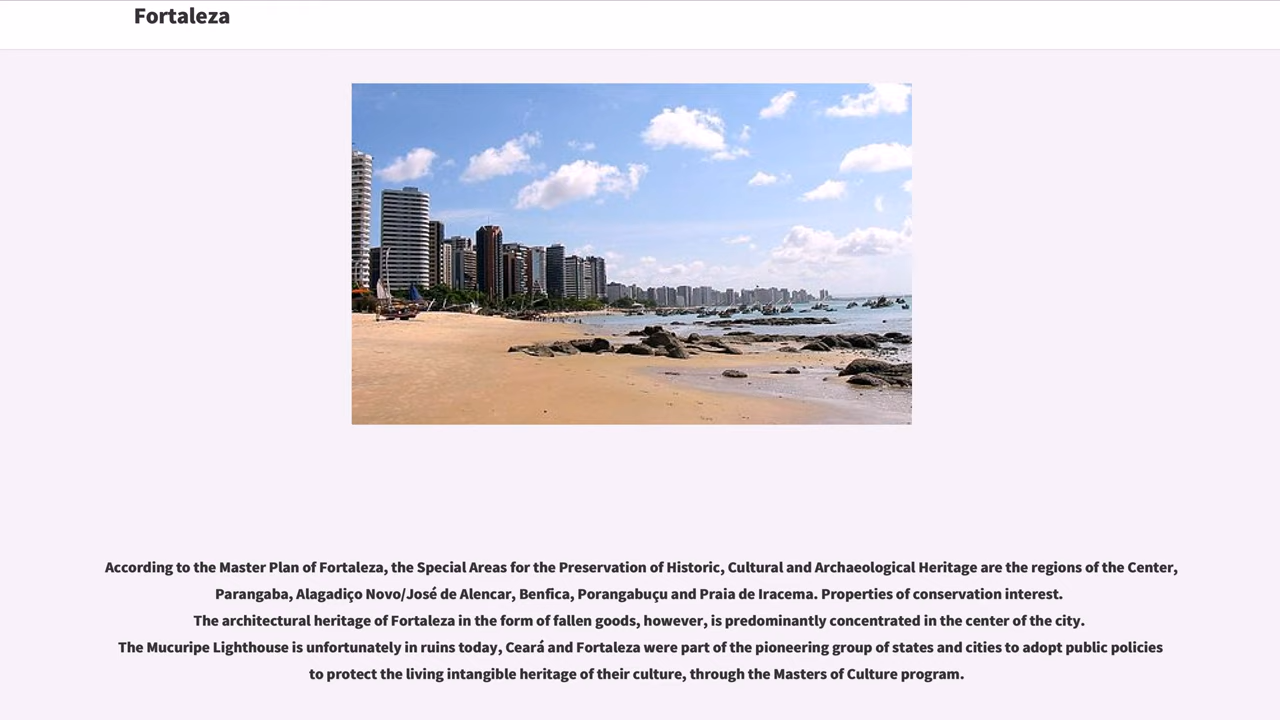 Fortaleza
According to the Master Plan of Fortaleza, the Special Areas for the Preservation of Historic, Cultural and Archaeological Heritage are the regions of the Center,
Parangaba, Alagadiço Novo/José de Alencar, Benfica, Porangabuçu and Praia de Iracema. Properties of conservation interest.
The architectural heritage of Fortaleza in the form of fallen goods, however, is predominantly concentrated in the center of the city.
The Mucuripe Lighthouse is unfortunately in ruins today, Ceará and Fortaleza were part of the pioneering group of states and cities to adopt public policies
to protect the living intangible heritage of their culture, through the Masters of Culture program.